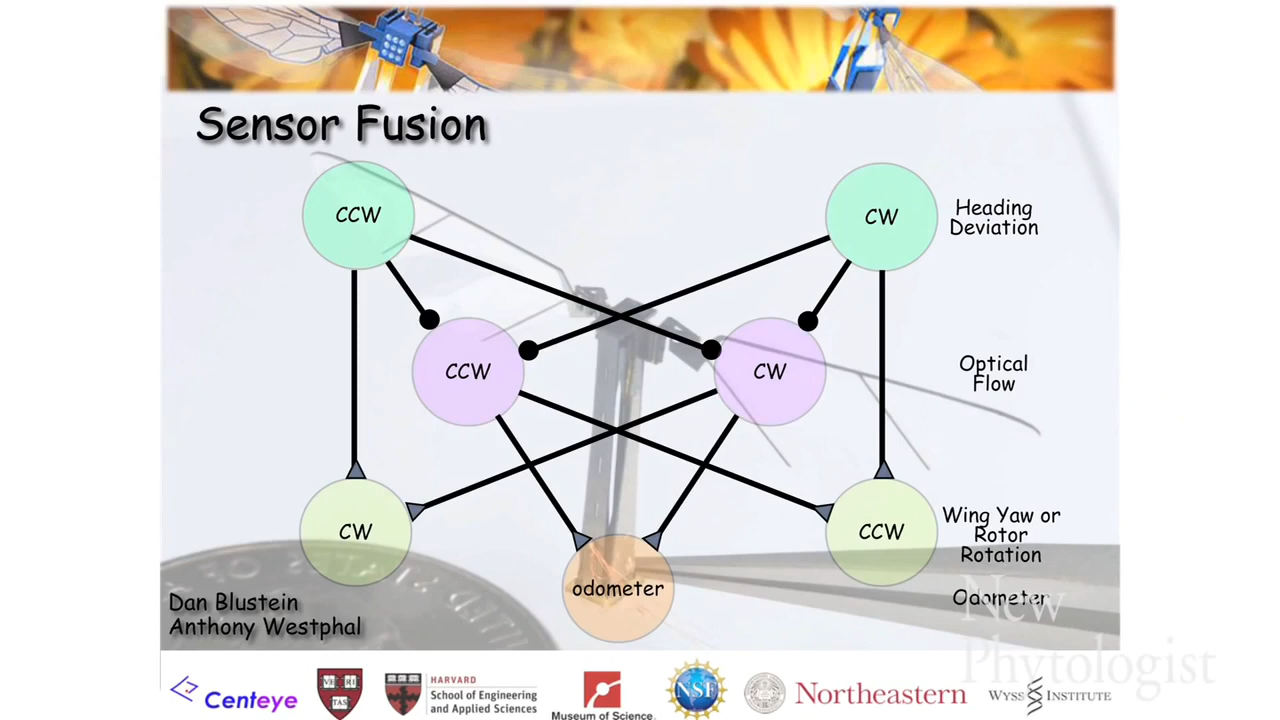 Sensor Fusion
CCW
CW
Heading
Deviation
CCW
CW
Optical
Flow
CW
CCW
Wing Yaw or
Rotor
Rotation
odometer
Odometer
Dan Blustein
Anthony Westphal
New
Phytologist
Centeye
VE RI
TAS
HARVARD
School of Engineering
and Applied Sciences
Museum of Science.
NSF
Northeastern
WYSS INSTITUTE